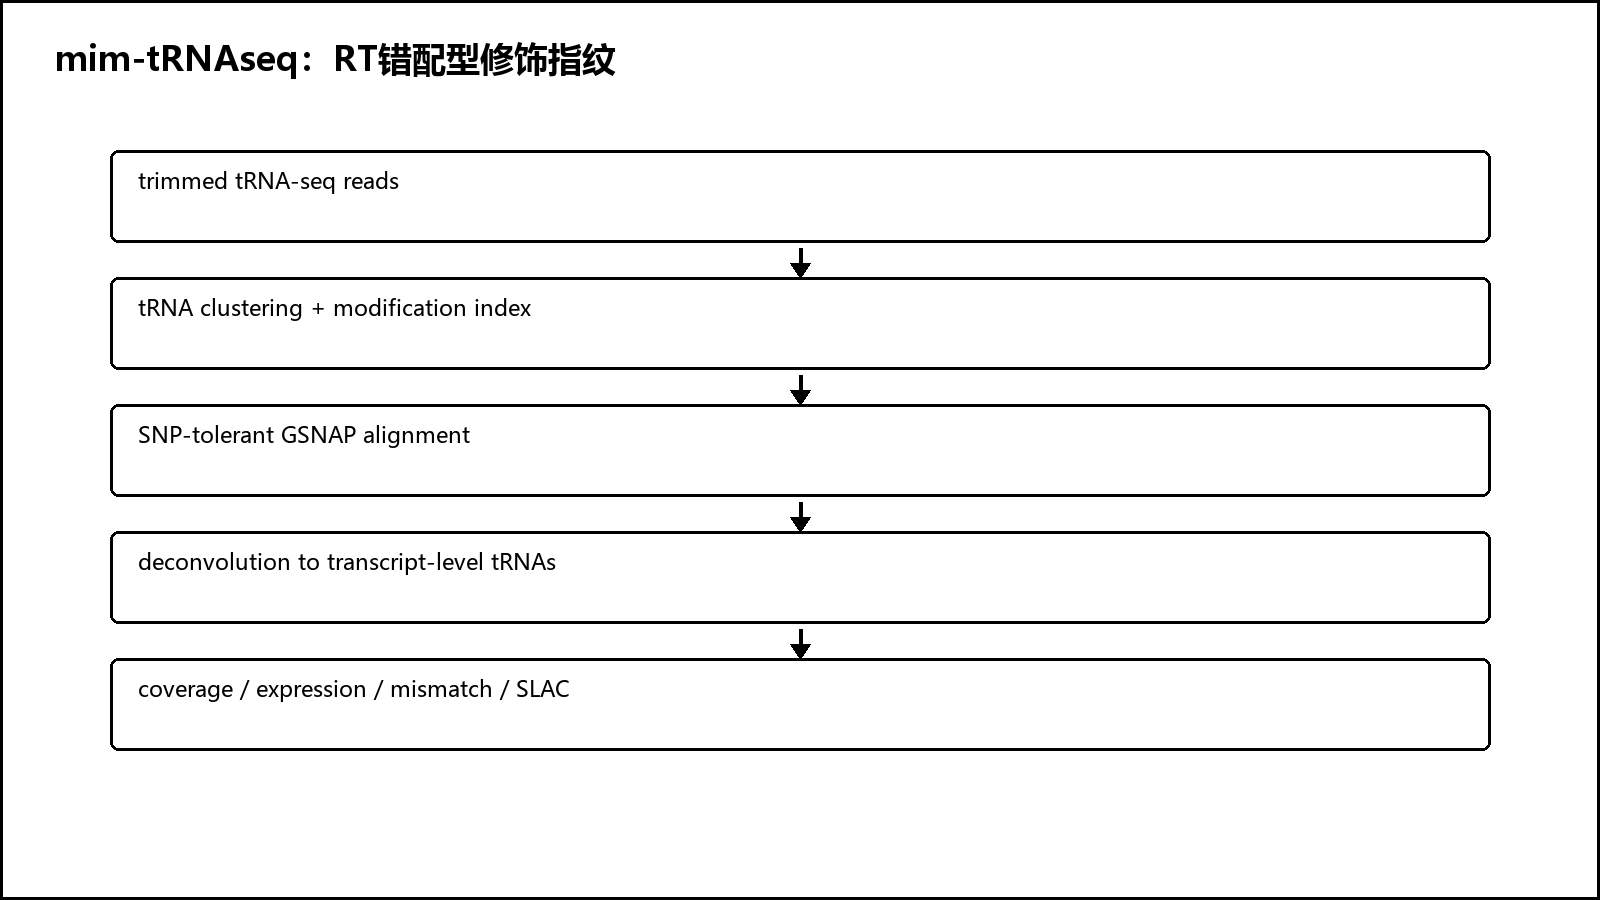 mim-tRNAseq：RT错配型修饰指纹
trimmed tRNA-seq reads
tRNA clustering + modification index
SNP-tolerant GSNAP alignment
deconvolution to transcript-level tRNAs
coverage / expression / mismatch / SLAC